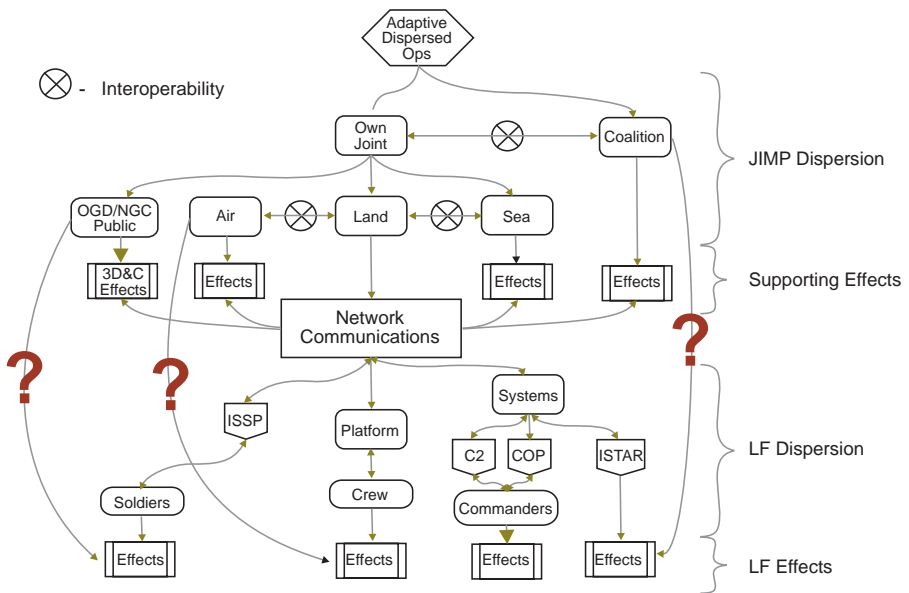 Adaptive
Dispersed
Ops
- Interoperability
Own
Joint
Coalition
JIMP Dispersion
OGD/NGC
Public
Air
Land
Sea
3D&C
Effects
Effects
Effects
Effects
Supporting Effects
Network
Communications
?
?
?
Systems
ISSP
Platform
C2
COP
ISTAR
LF Dispersion
Soldiers
Crew
Commanders
Effects
Effects
Effects
Effects
LF Effects